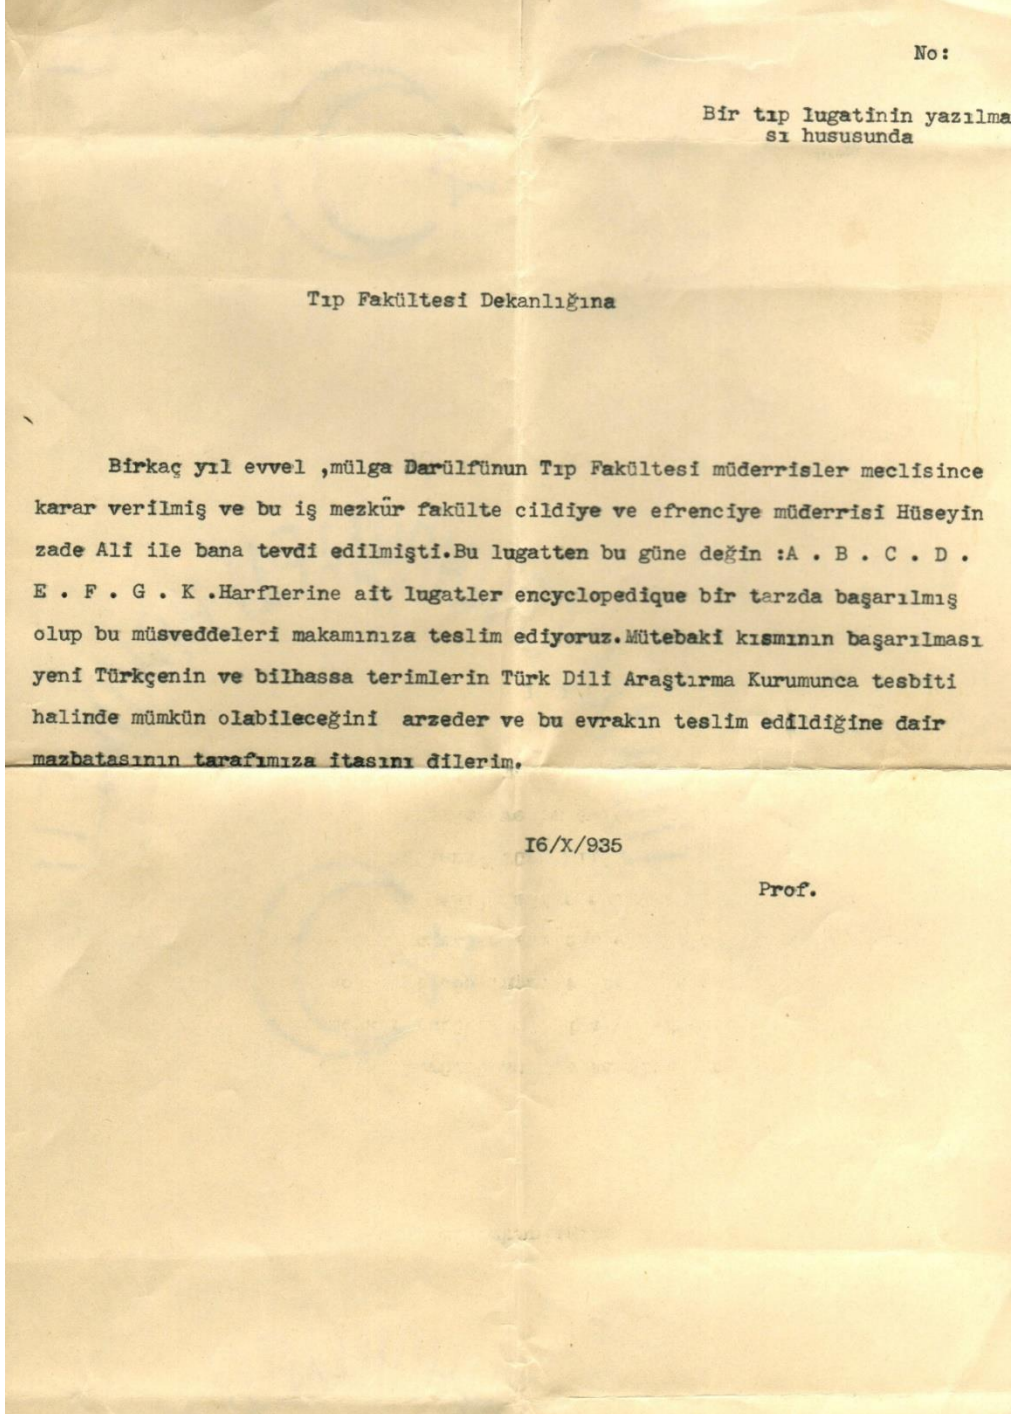 No:
Bir tıp lugatinin yazılma
sı hususunda
Tıp Fakültesi Dekanlığına
Birkaç yıl evvel ,mülga Darülfünun Tıp Fakültesi müderrisler meclisince
karar verilmiş ve bu iş mezkûr fakülte cildiye ve efrenciye müderrisi Hüseyin
zade Ali ile bana tevdi edilmişti.Bu lugatten bu güne değin :A . B . C . D .
E . F . G . K .Harflerine ait lugatler encyclopedique bir tarzda başarılmış
olup bu müsveddeleri makamınıza teslim ediyoruz.Mütebaki kısmının başarılması
yeni Türkçenin ve bilhassa terimlerin Türk Dili Araştırma Kurumunca tesbiti
halinde mümkün olabileceğini arzeder ve bu evrakın teslim edildiğine dair
mazbatasının tarafımıza itasını dilerim.
I6/X/935
Prof.